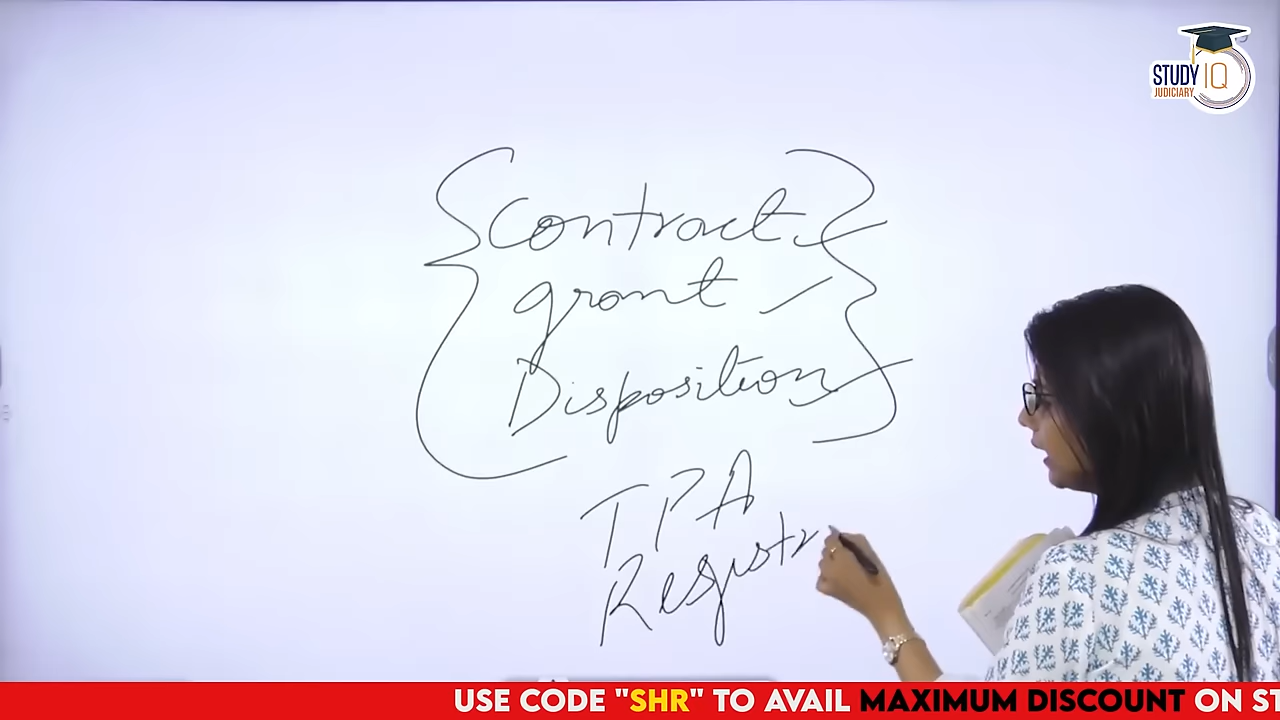 STUDY IQ
JUDICIARY
Contract
grant
Disposition
TPA
Registr
USE CODE "SHR" TO AVAIL MAXIMUM DISCOUNT ON ST